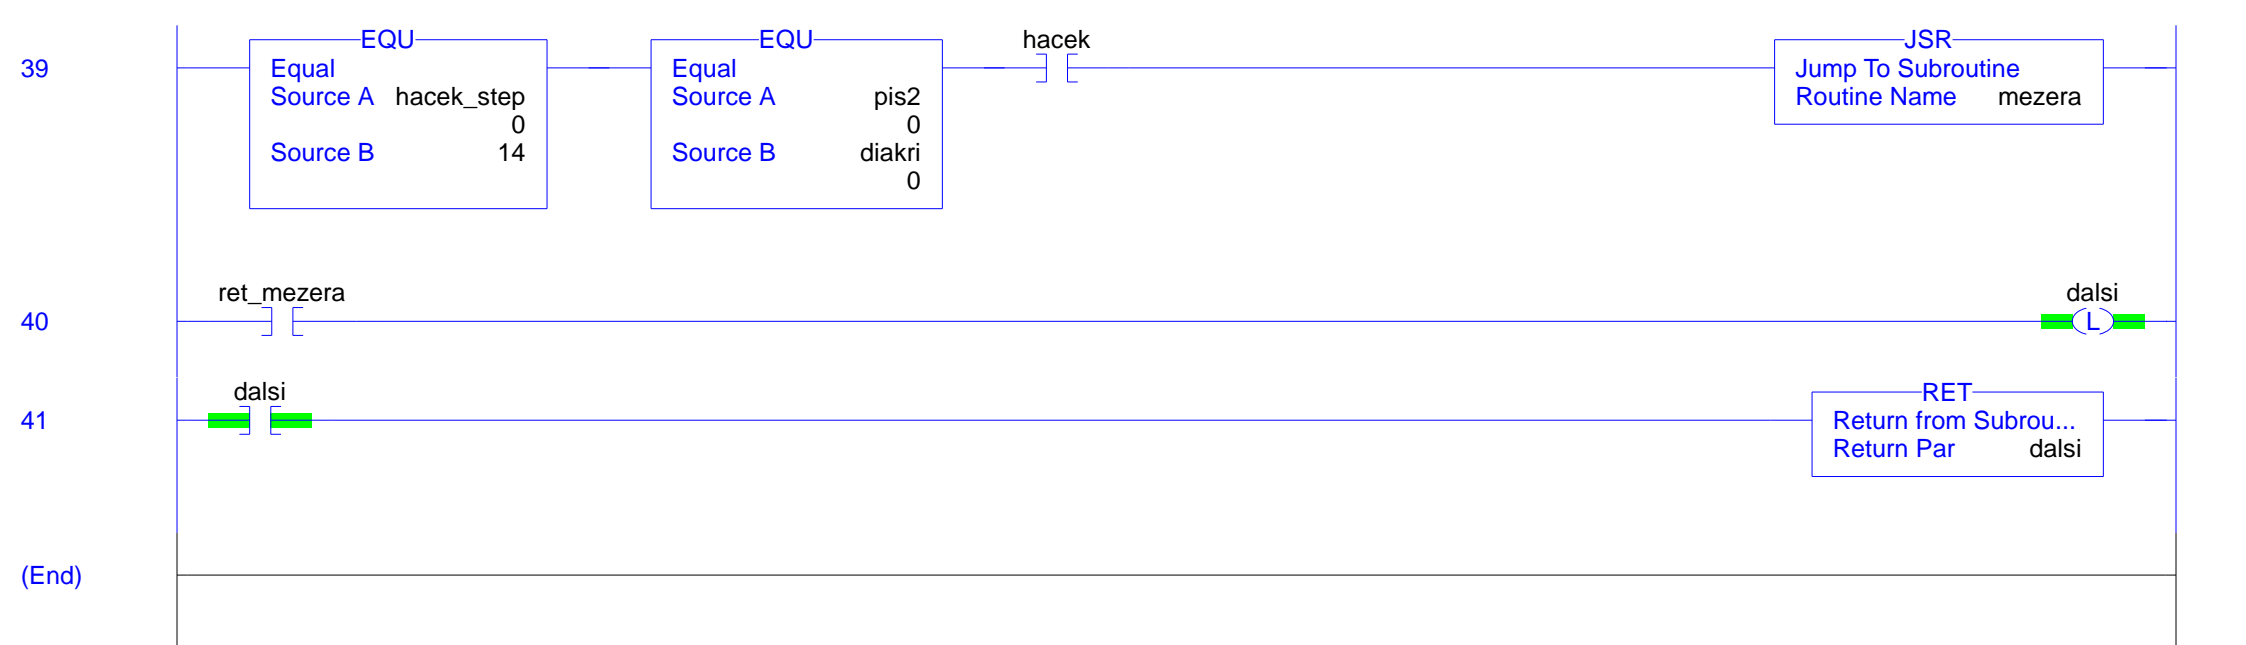 39
EQU
Equal
Source A hacek_step
0
Source B 14
EQU
Equal
Source A pis2
0
Source B diakri
0
hacek
JSR
Jump To Subroutine
Routine Name mezera
40
ret_mezera
dalsi
L
41
dalsi
RET
Return from Subrou...
Return Par dalsi
(End)